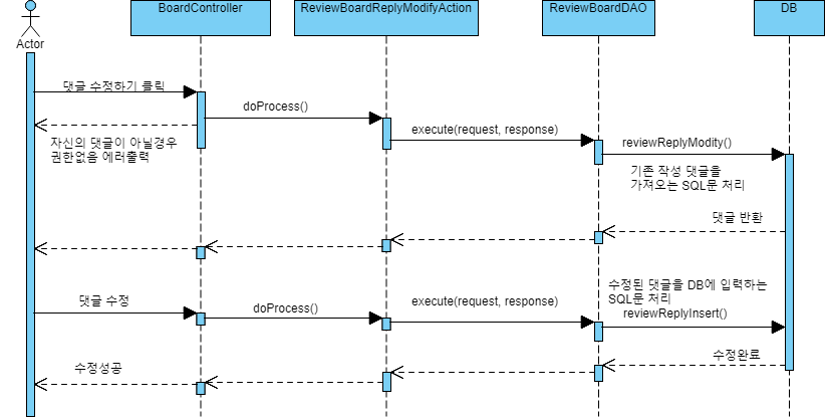 BoardController
ReviewBoardReplyModifyAction
ReviewBoardDAO
DB
Actor
댓글 수정하기 클릭
doProcess()
execute(request, response)
reviewReplyModity()
자신의 댓글이 아닐경우
권한없음 에러출력
기존 작성 댓글을
가져오는 SQL문 처리
댓글 반환
댓글 수정
doProcess()
execute(request, response)
수정된 댓글을 DB에 입력하는
SQL문 처리
reviewReplyInsert()
수정완료
수정성공